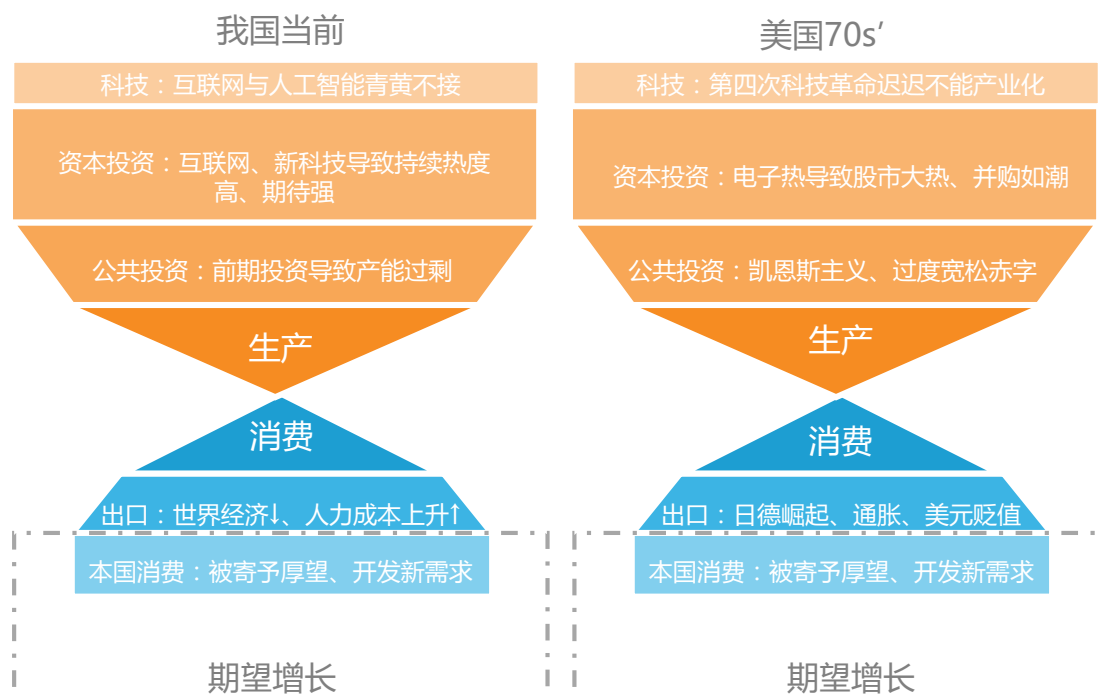 我国当前
科技：互联网与人工智能青黄不接
资本投资：互联网、新科技导致持续热度
高、期待强
公共投资：前期投资导致产能过剩
生产
消费
出口：世界经济↓、人力成本上升↑
本国消费：被寄予厚望、开发新需求
期望增长
美国70s′
科技：第四次科技革命迟迟不能产业化
资本投资：电子热导致股市大热、并购如潮
公共投资：凯恩斯主义、过度宽松赤字
生产
消费
出口：日德崛起、通胀、美元贬值
本国消费：被寄予厚望、开发新需求
期望增长